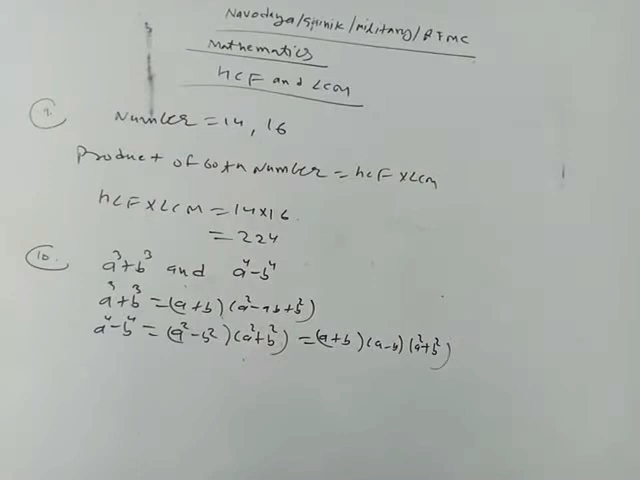 Navodaya/Sainik/military/RIMC
Mathematics
HCF and LCM
9. Number = 14, 16
Product of both Number = HCF x LCM
HCF X LCM = 14 x 16
= 224
10. a³+b³ and a⁴-b⁴
a³+b³ = (a+b) (a²-ab+b²)
a⁴-b⁴ = (a²-b²) (a²+b²) = (a+b) (a-b) (a²+b²)